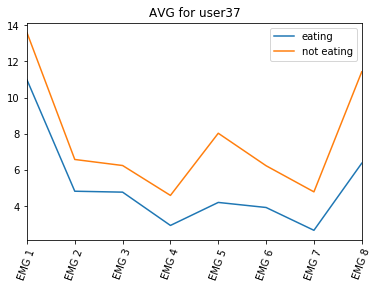 AVG for user37
eating
not eating
14
12
10
8
6
4
EMG 1
EMG 2
EMG 3
EMG 4
EMG 5
EMG 6
EMG 7
EMG 8